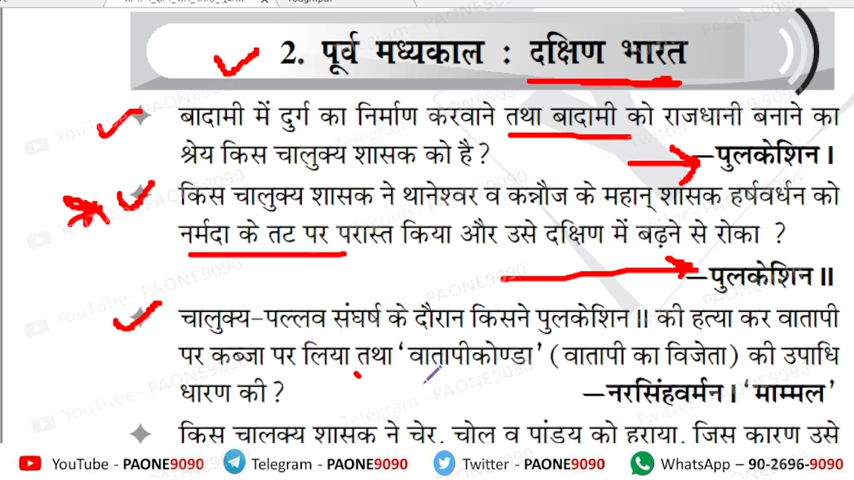 2. पूर्व मध्यकाल : दक्षिण भारत
बादामी में दुर्ग का निर्माण करवाने तथा बादामी को राजधानी बनाने का
श्रेय किस चालुक्य शासक को है? —पुलकेशिन I
किस चालुक्य शासक ने थानेश्वर व कन्नौज के महान् शासक हर्षवर्धन को
नर्मदा के तट पर परास्त किया और उसे दक्षिण में बढ़ने से रोका ?
—पुलकेशिन II
चालुक्य-पल्लव संघर्ष के दौरान किसने पुलकेशिन II की हत्या कर वातापी
पर कब्जा पर लिया तथा 'वातापीकोण्डा' (वातापी का विजेता) की उपाधि
धारण की? —नरसिंहवर्मन I 'माम्मल'
किस चालुक्य शासक ने चेर, चोल व पांड्य को हराया, जिस कारण उसे
YouTube - PAONE9090 Telegram - PAONE9090 Twitter - PAONE9090 WhatsApp – 90-2696-9090